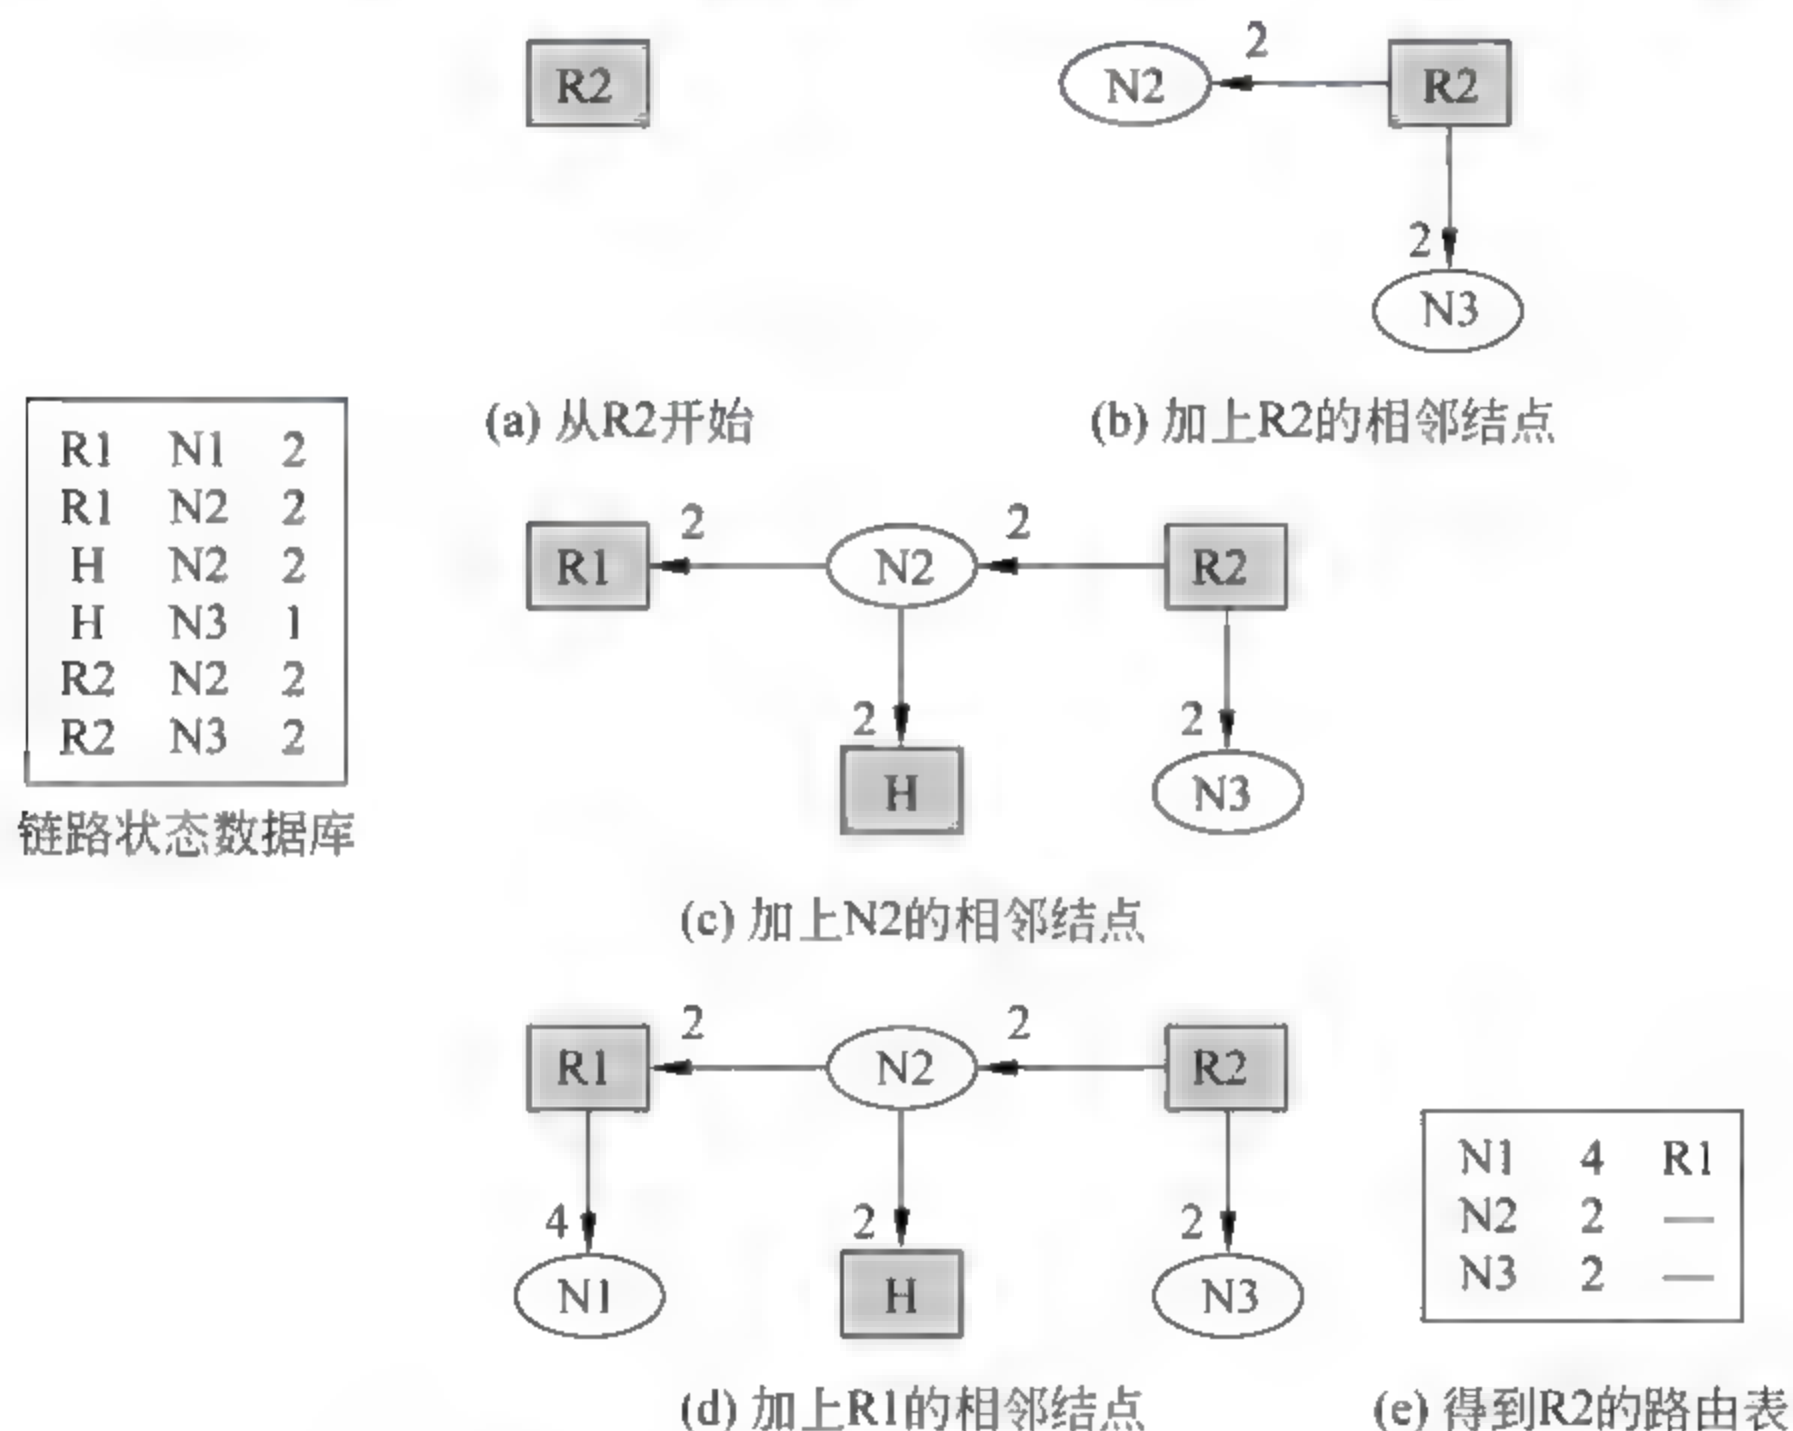 R2
2
N2
R2
2
N3
(a) 从R2开始
(b) 加上R2的相邻结点
R1 N1 2
R1 N2 2
H N2 2
H N3 1
R2 N2 2
R2 N3 2
链路状态数据库
2
2
R1
N2
R2
2
2
H
N3
(c) 加上N2的相邻结点
2
2
R1
N2
R2
4
2
2
N1
H
N3
(d) 加上R1的相邻结点
N1 4 R1
N2 2 —
N3 2 —
(e) 得到R2的路由表